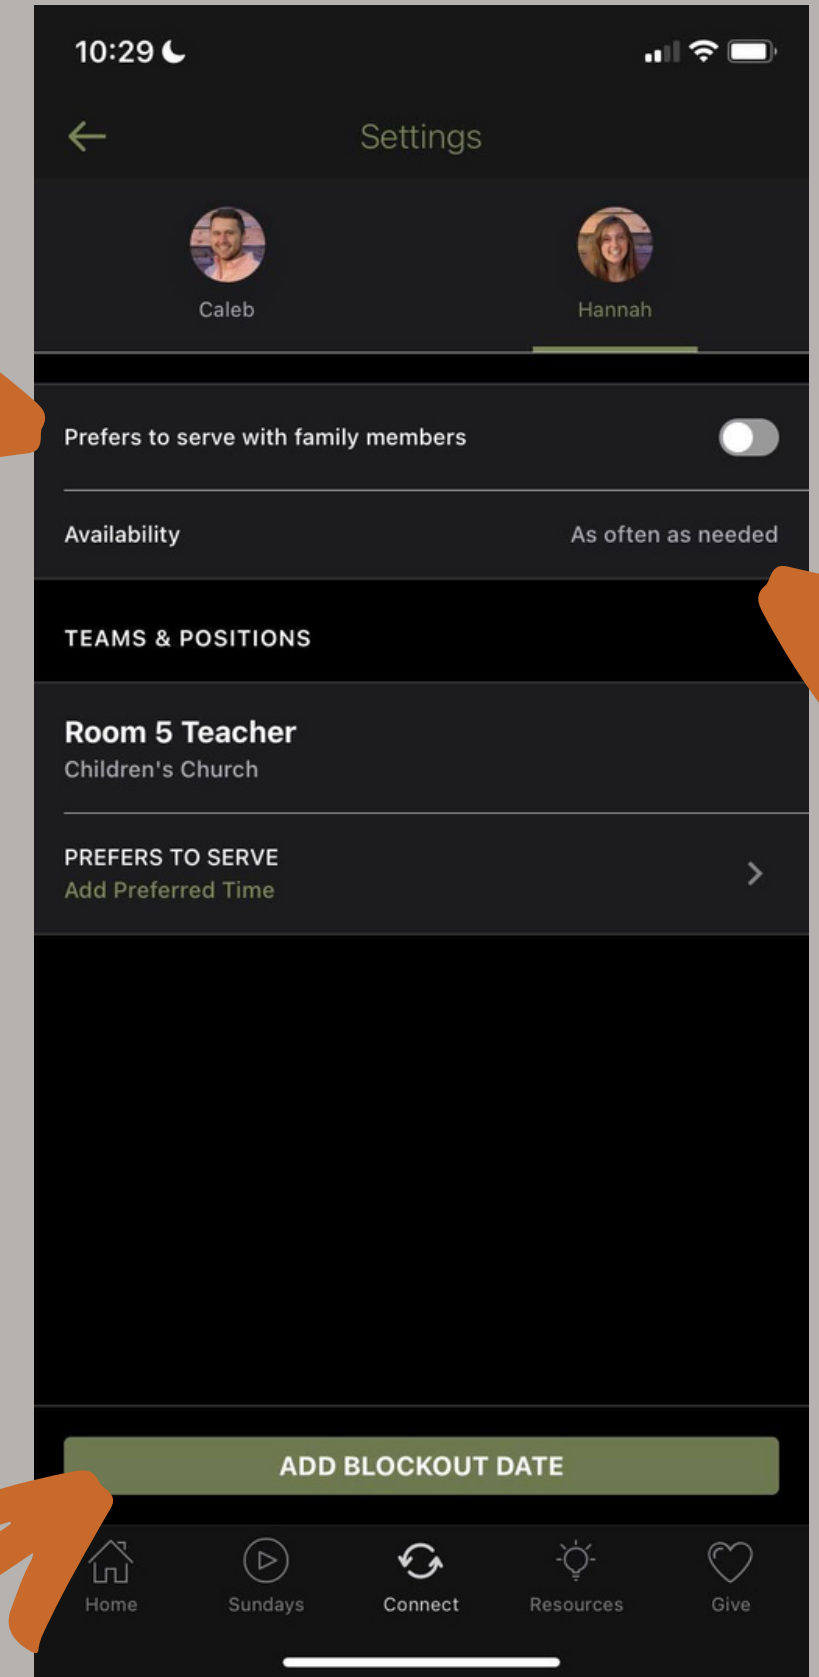 10:29
Settings
Caleb
Hannah
Prefers to serve with family members
Availability
As often as needed
TEAMS & POSITIONS
Room 5 Teacher
Children's Church
PREFERS TO SERVE
Add Preferred Time
ADD BLOCKOUT DATE
Home
Sundays
Connect
Resources
Give